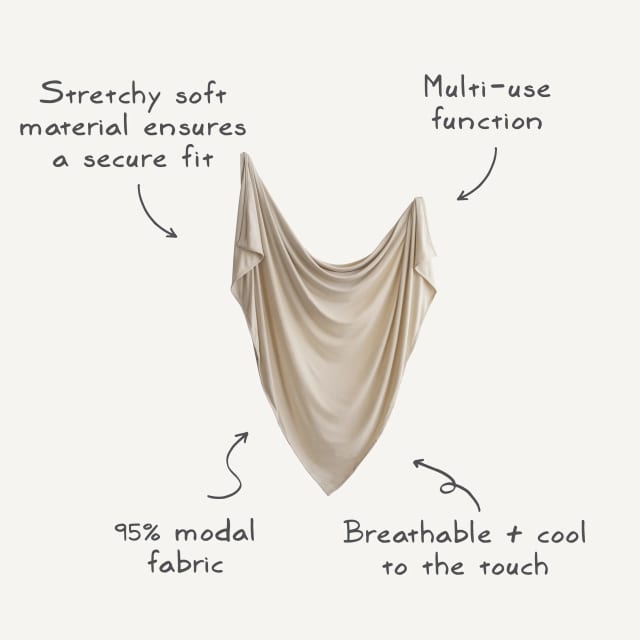 Stretchy soft
material ensures
a secure fit
Multi-use
function
95% modal
fabric
Breathable + cool
to the touch